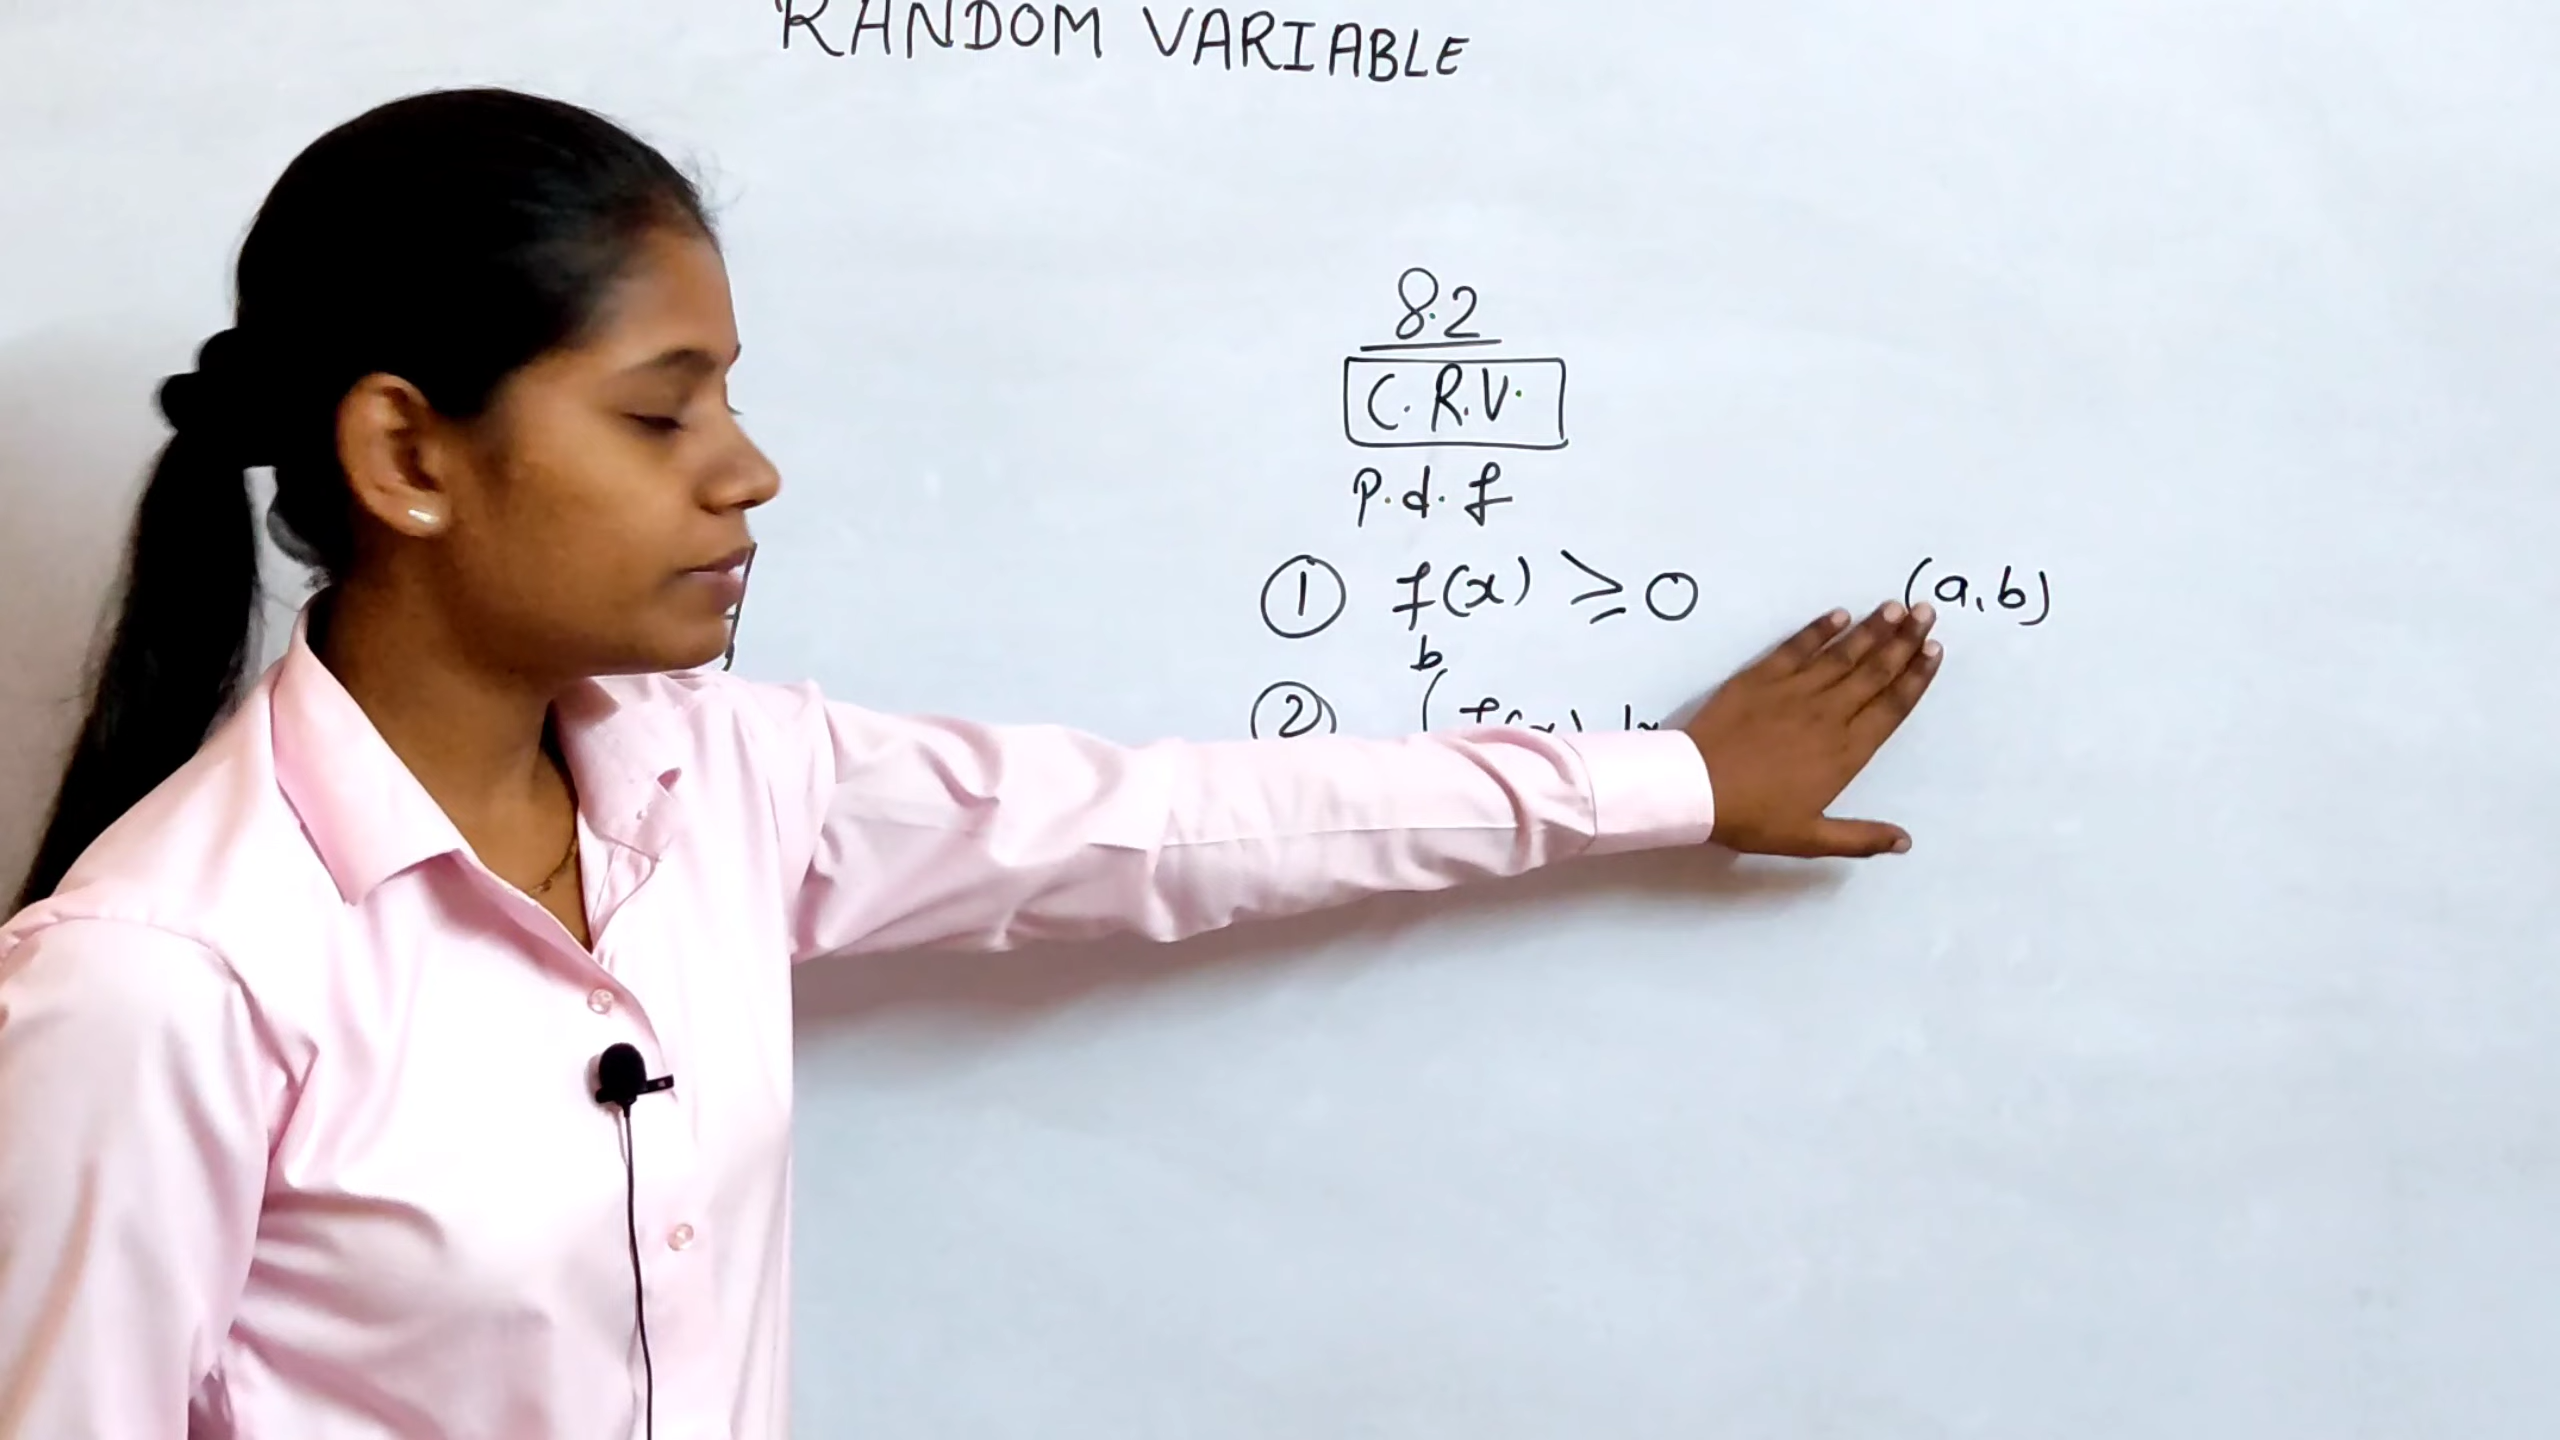 RANDOM VARIABLE
8.2
C.R.V.
p.d.f
① f(x) ≥ 0 (a,b)
b
②